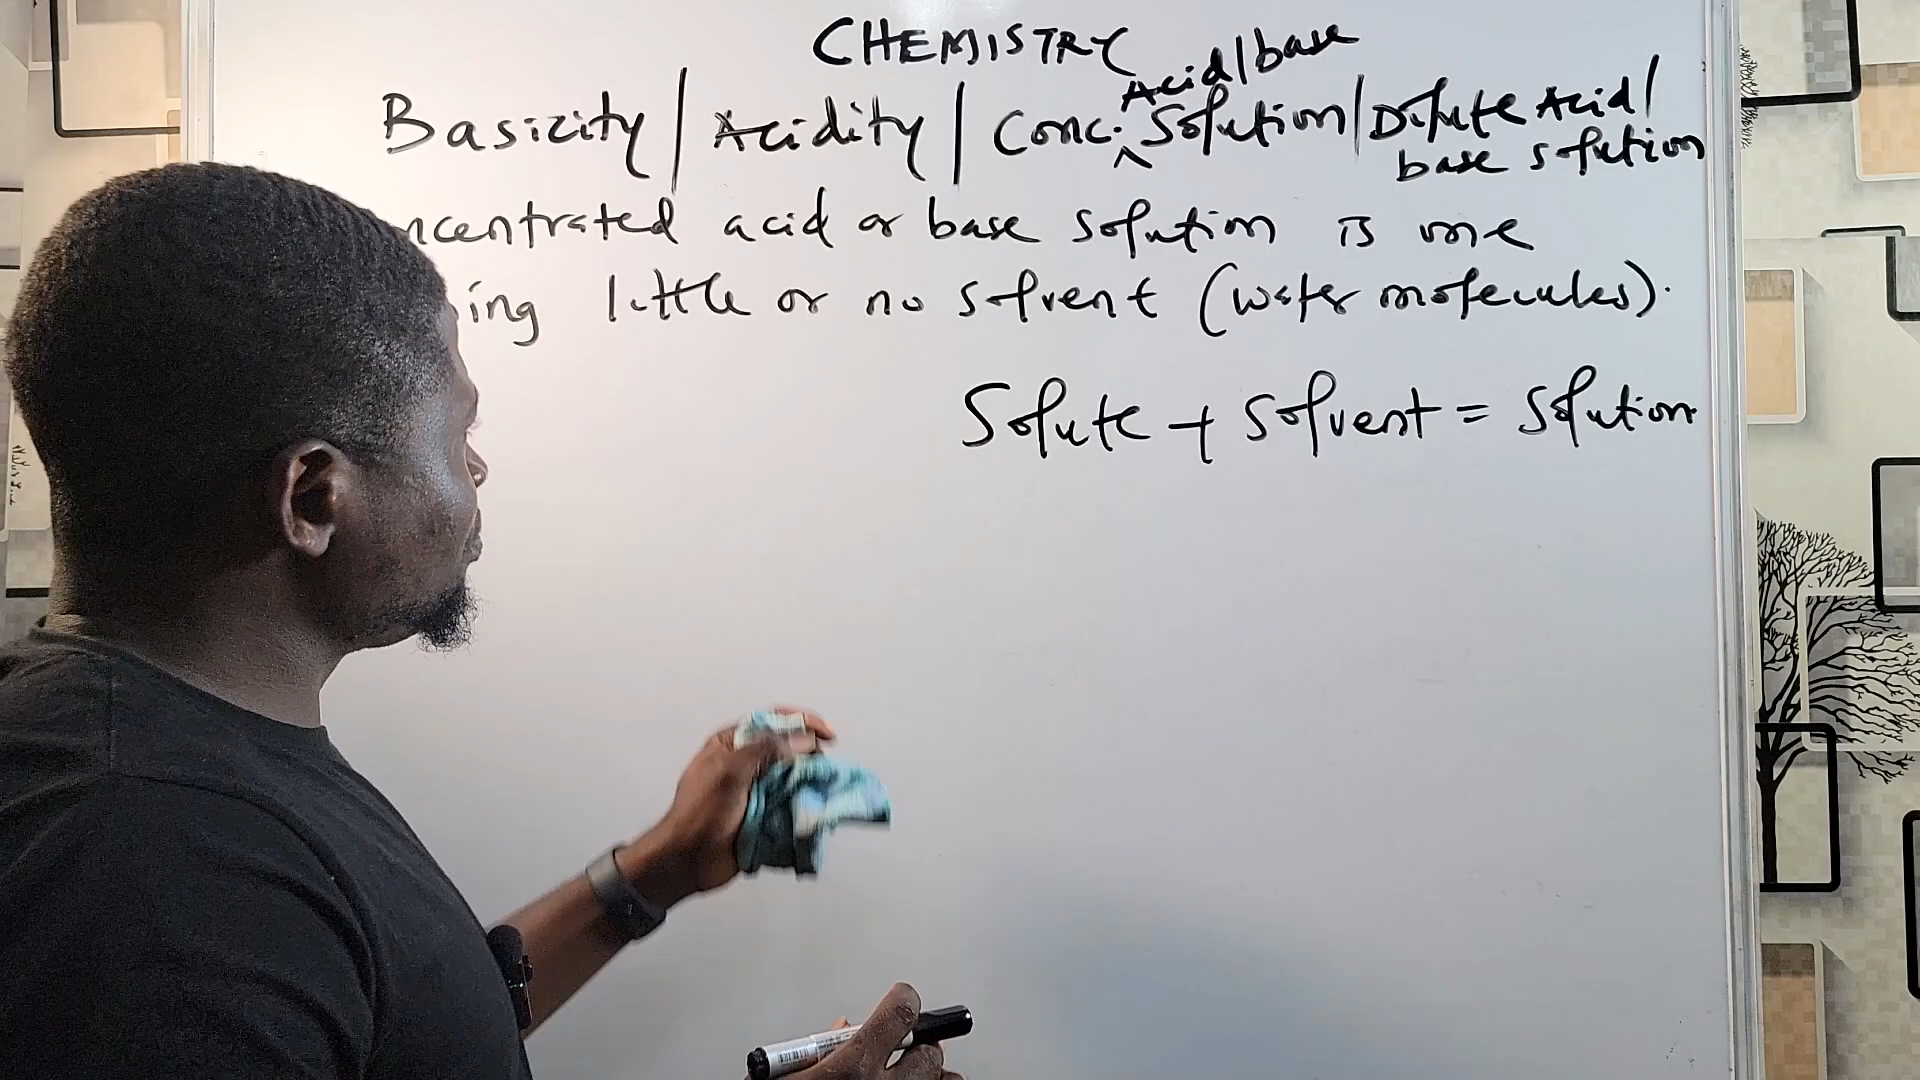 CHEMISTRY
Basicity / Acidity / Conc. ^ Acid/base Solution / Dilute Acid/
base solution
ncentrated acid or base solution is one
ing little or no solvent (water molecules).
Solute + Solvent = Solution